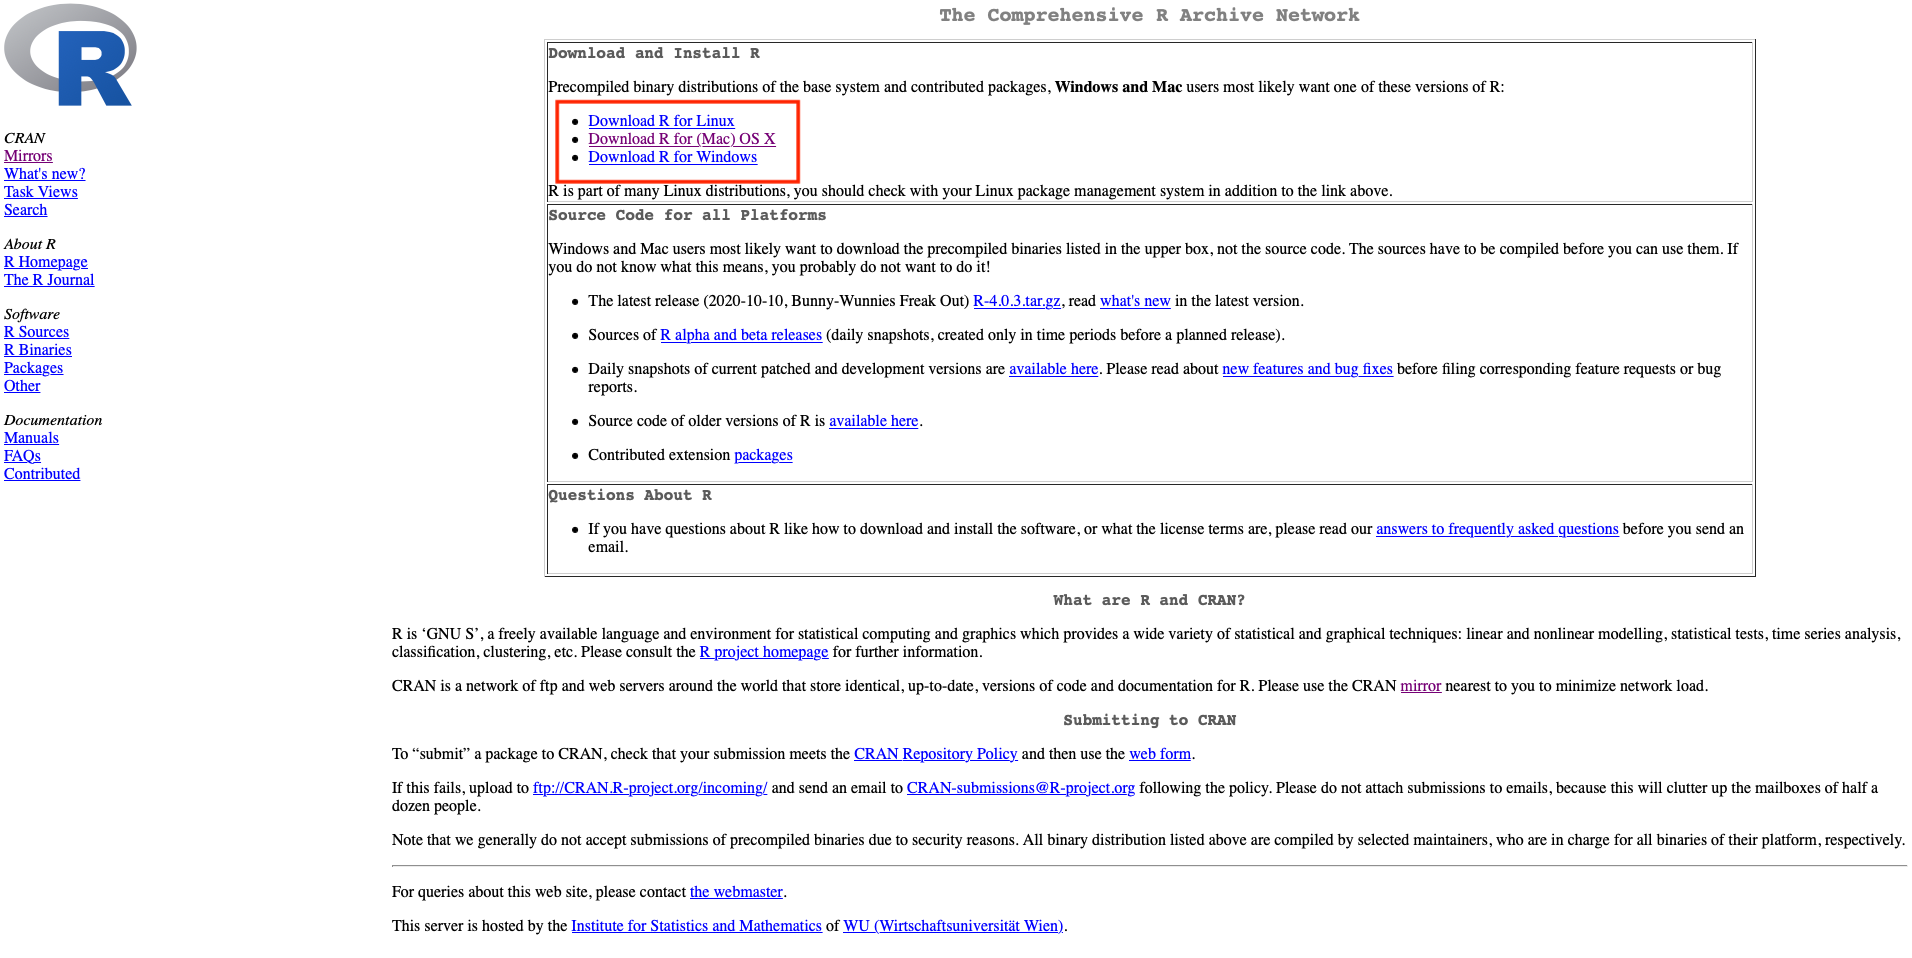 R
The Comprehensive R Archive Network
CRAN
Mirrors
What's new?
Task Views
Search
About R
R Homepage
The R Journal
Software
R Sources
R Binaries
Packages
Other
Documentation
Manuals
FAQs
Contributed
Download and Install R
Precompiled binary distributions of the base system and contributed packages, Windows and Mac users most likely want one of these versions of R:
Download R for Linux
Download R for (Mac) OS X
Download R for Windows
R is part of many Linux distributions, you should check with your Linux package management system in addition to the link above.
Source Code for all Platforms
Windows and Mac users most likely want to download the precompiled binaries listed in the upper box, not the source code. The sources have to be compiled before you can use them. If
you do not know what this means, you probably do not want to do it!
The latest release (2020-10-10, Bunny-Wunnies Freak Out) R-4.0.3.tar.gz, read what's new in the latest version.
Sources of R alpha and beta releases (daily snapshots, created only in time periods before a planned release).
Daily snapshots of current patched and development versions are available here. Please read about new features and bug fixes before filing corresponding feature requests or bug
reports.
Source code of older versions of R is available here.
Contributed extension packages
Questions About R
If you have questions about R like how to download and install the software, or what the license terms are, please read our answers to frequently asked questions before you send an
email.
What are R and CRAN?
R is ‘GNU S’, a freely available language and environment for statistical computing and graphics which provides a wide variety of statistical and graphical techniques: linear and nonlinear modelling, statistical tests, time series analysis,
classification, clustering, etc. Please consult the R project homepage for further information.
CRAN is a network of ftp and web servers around the world that store identical, up-to-date, versions of code and documentation for R. Please use the CRAN mirror nearest to you to minimize network load.
Submitting to CRAN
To “submit” a package to CRAN, check that your submission meets the CRAN Repository Policy and then use the web form.
If this fails, upload to ftp://CRAN.R-project.org/incoming/ and send an email to CRAN-submissions@R-project.org following the policy. Please do not attach submissions to emails, because this will clutter up the mailboxes of half a
dozen people.
Note that we generally do not accept submissions of precompiled binaries due to security reasons. All binary distribution listed above are compiled by selected maintainers, who are in charge for all binaries of their platform, respectively.
For queries about this web site, please contact the webmaster.
This server is hosted by the Institute for Statistics and Mathematics of WU (Wirtschaftsuniversität Wien).